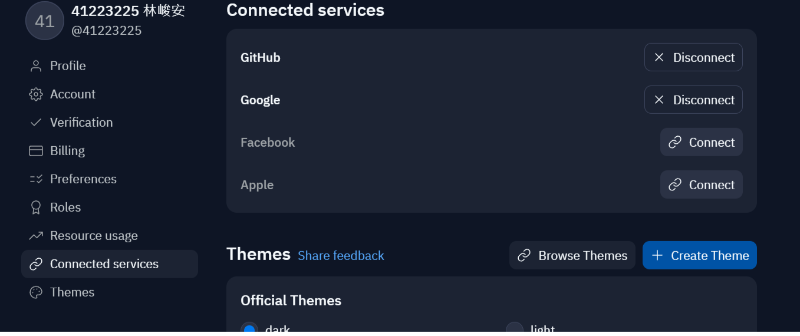 41
41223225 林峻安
@41223225
Profile
Account
Verification
Billing
Preferences
Roles
Resource usage
Connected services
Themes
Connected services
GitHub
Disconnect
Google
Disconnect
Facebook
Connect
Apple
Connect
Themes Share feedback
Browse Themes
Create Theme
Official Themes
dark
light